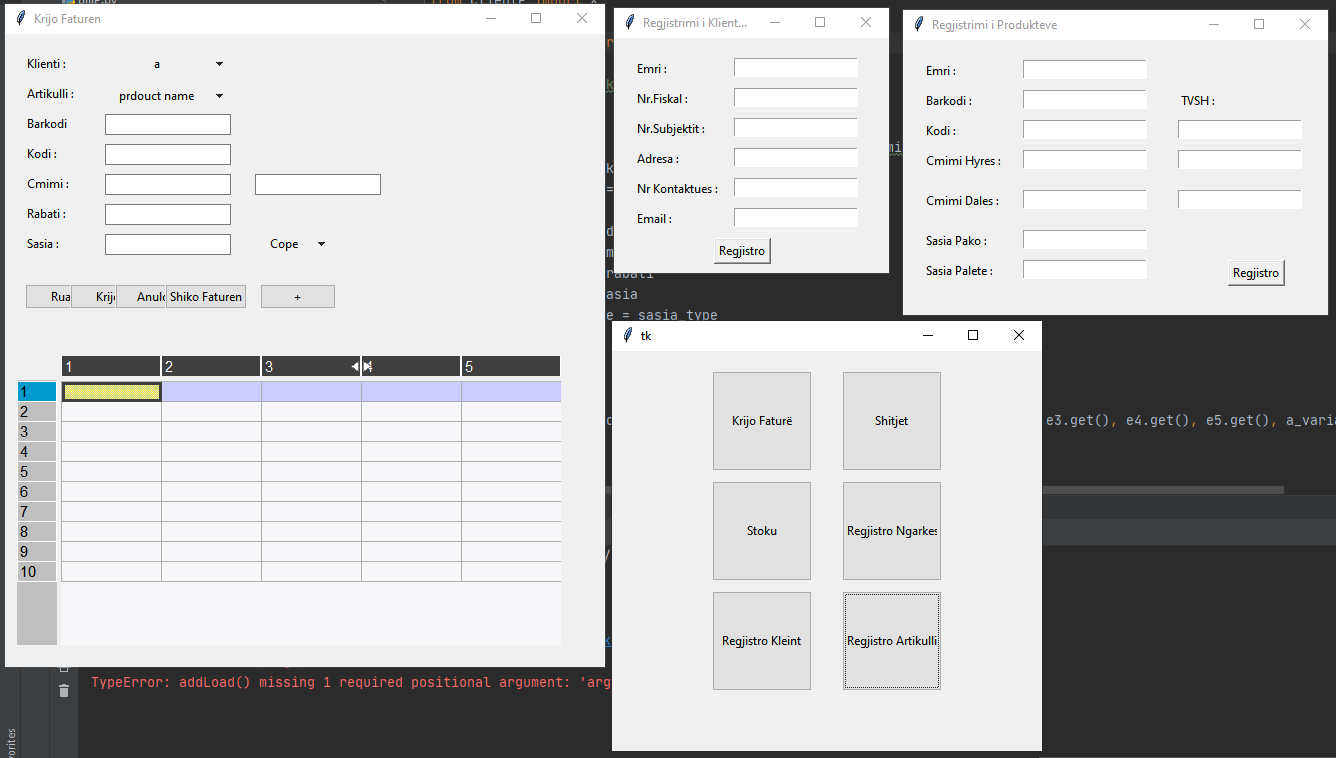 Krijo Faturen
Klienti :
a
Artikulli :
prdouct name
Barkodi
Kodi :
Cmimi :
Rabati :
Sasia :
Cope
Shiko Faturen
+
1 2 3 4 5
1
2
3
4
5
6
7
8
9
10
Regjistrimi i Klient...
Emri :
Nr.Fiskal :
Nr.Subjektit :
Adresa :
Nr Kontaktues :
Email :
Regjistro
Regjistrimi i Produkteve
Emri :
Barkodi :
TVSH :
Kodi :
Cmimi Hyres :
Cmimi Dales :
Sasia Pako :
Sasia Palete :
Regjistro
rabati
asia
e = sasia_type
tk
Krijo Faturë
Shitjet
Stoku
Regjistro Ngarkes
Regjistro Kleint
Regjistro Artikulli
e3.get(), e4.get(), e5.get(), a_varia
TypeError: addLoad() missing 1 required positional argument: 'arg